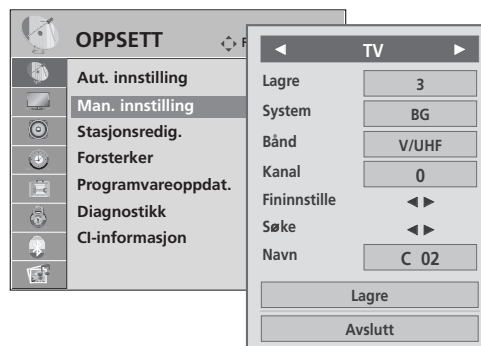 OPPSETT
Aut. innstilling
Man. innstilling
Stasjonsredig.
Forsterker
Programvareoppdat.
Diagnostikk
CI-informasjon
◄ TV ►
Lagre 3
System BG
Bånd V/UHF
Kanal 0
Fininnstille ◄ ►
Søke ◄ ►
Navn C 02
Lagre
Avslutt